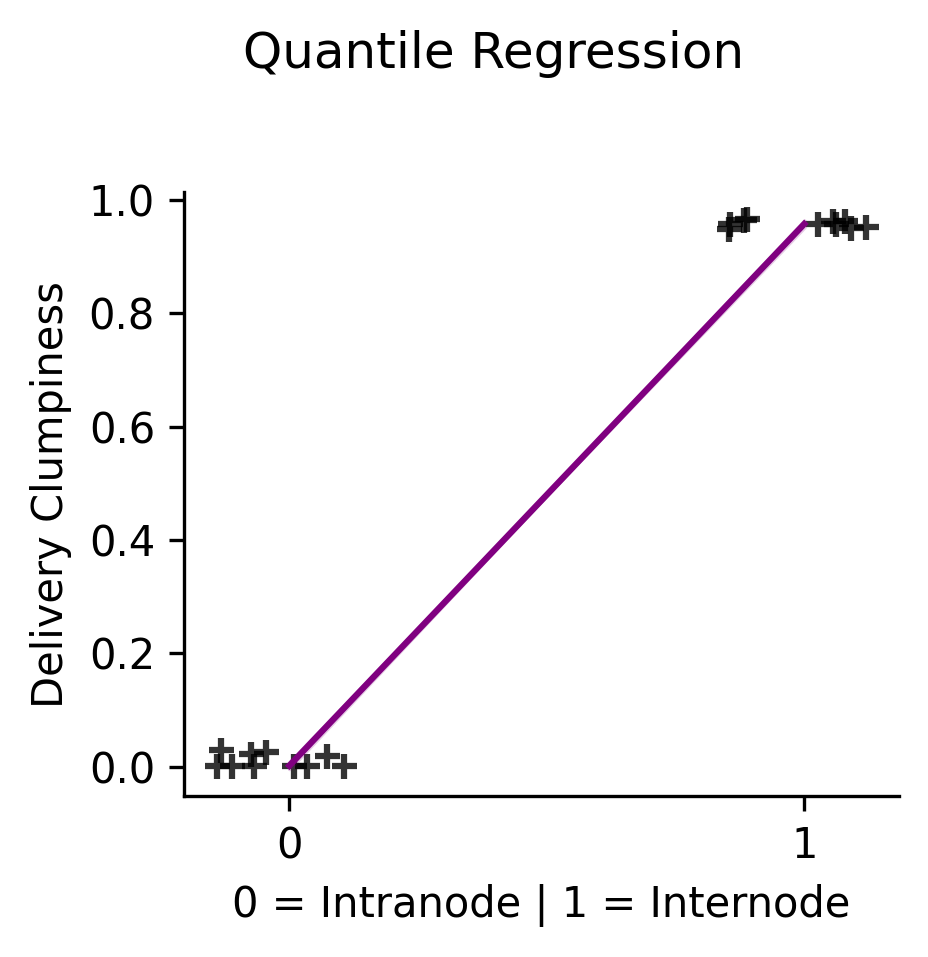 Quantile Regression
1.0
0.8
0.6
0.4
0.2
0.0
Delivery Clumpiness
0 1
0 = Intranode | 1 = Internode